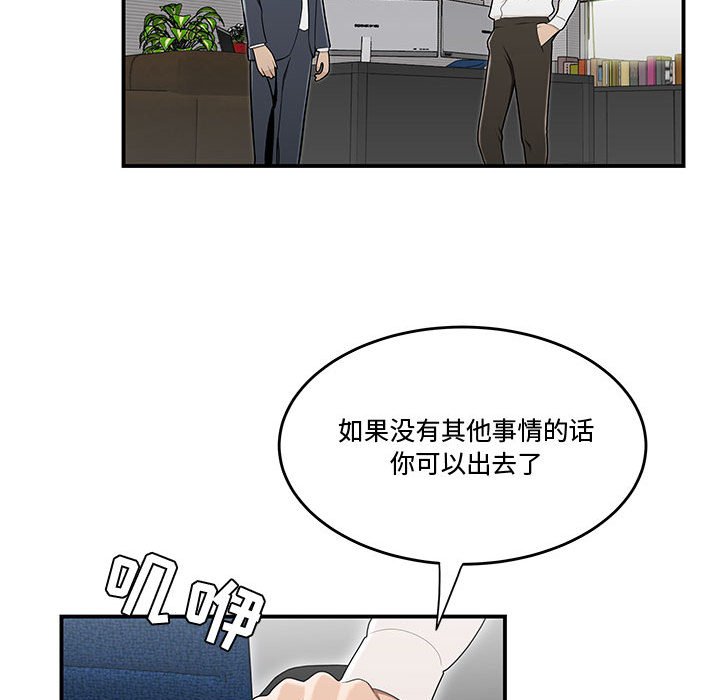 如果没有其他事情的话
你可以出去了
叽咿